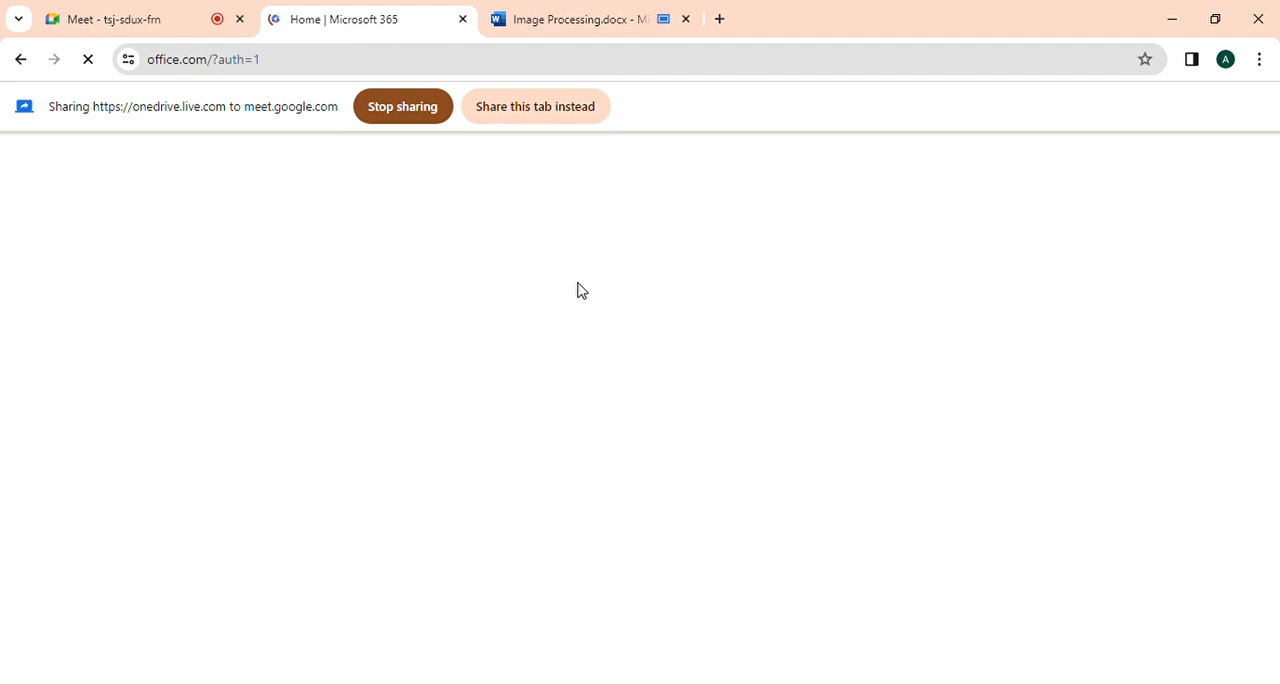 Meet - tsj-sdux-frn
Home | Microsoft 365
Image Processing.docx - Mi
office.com/?auth=1
A
Sharing https://onedrive.live.com to meet.google.com
Stop sharing
Share this tab instead